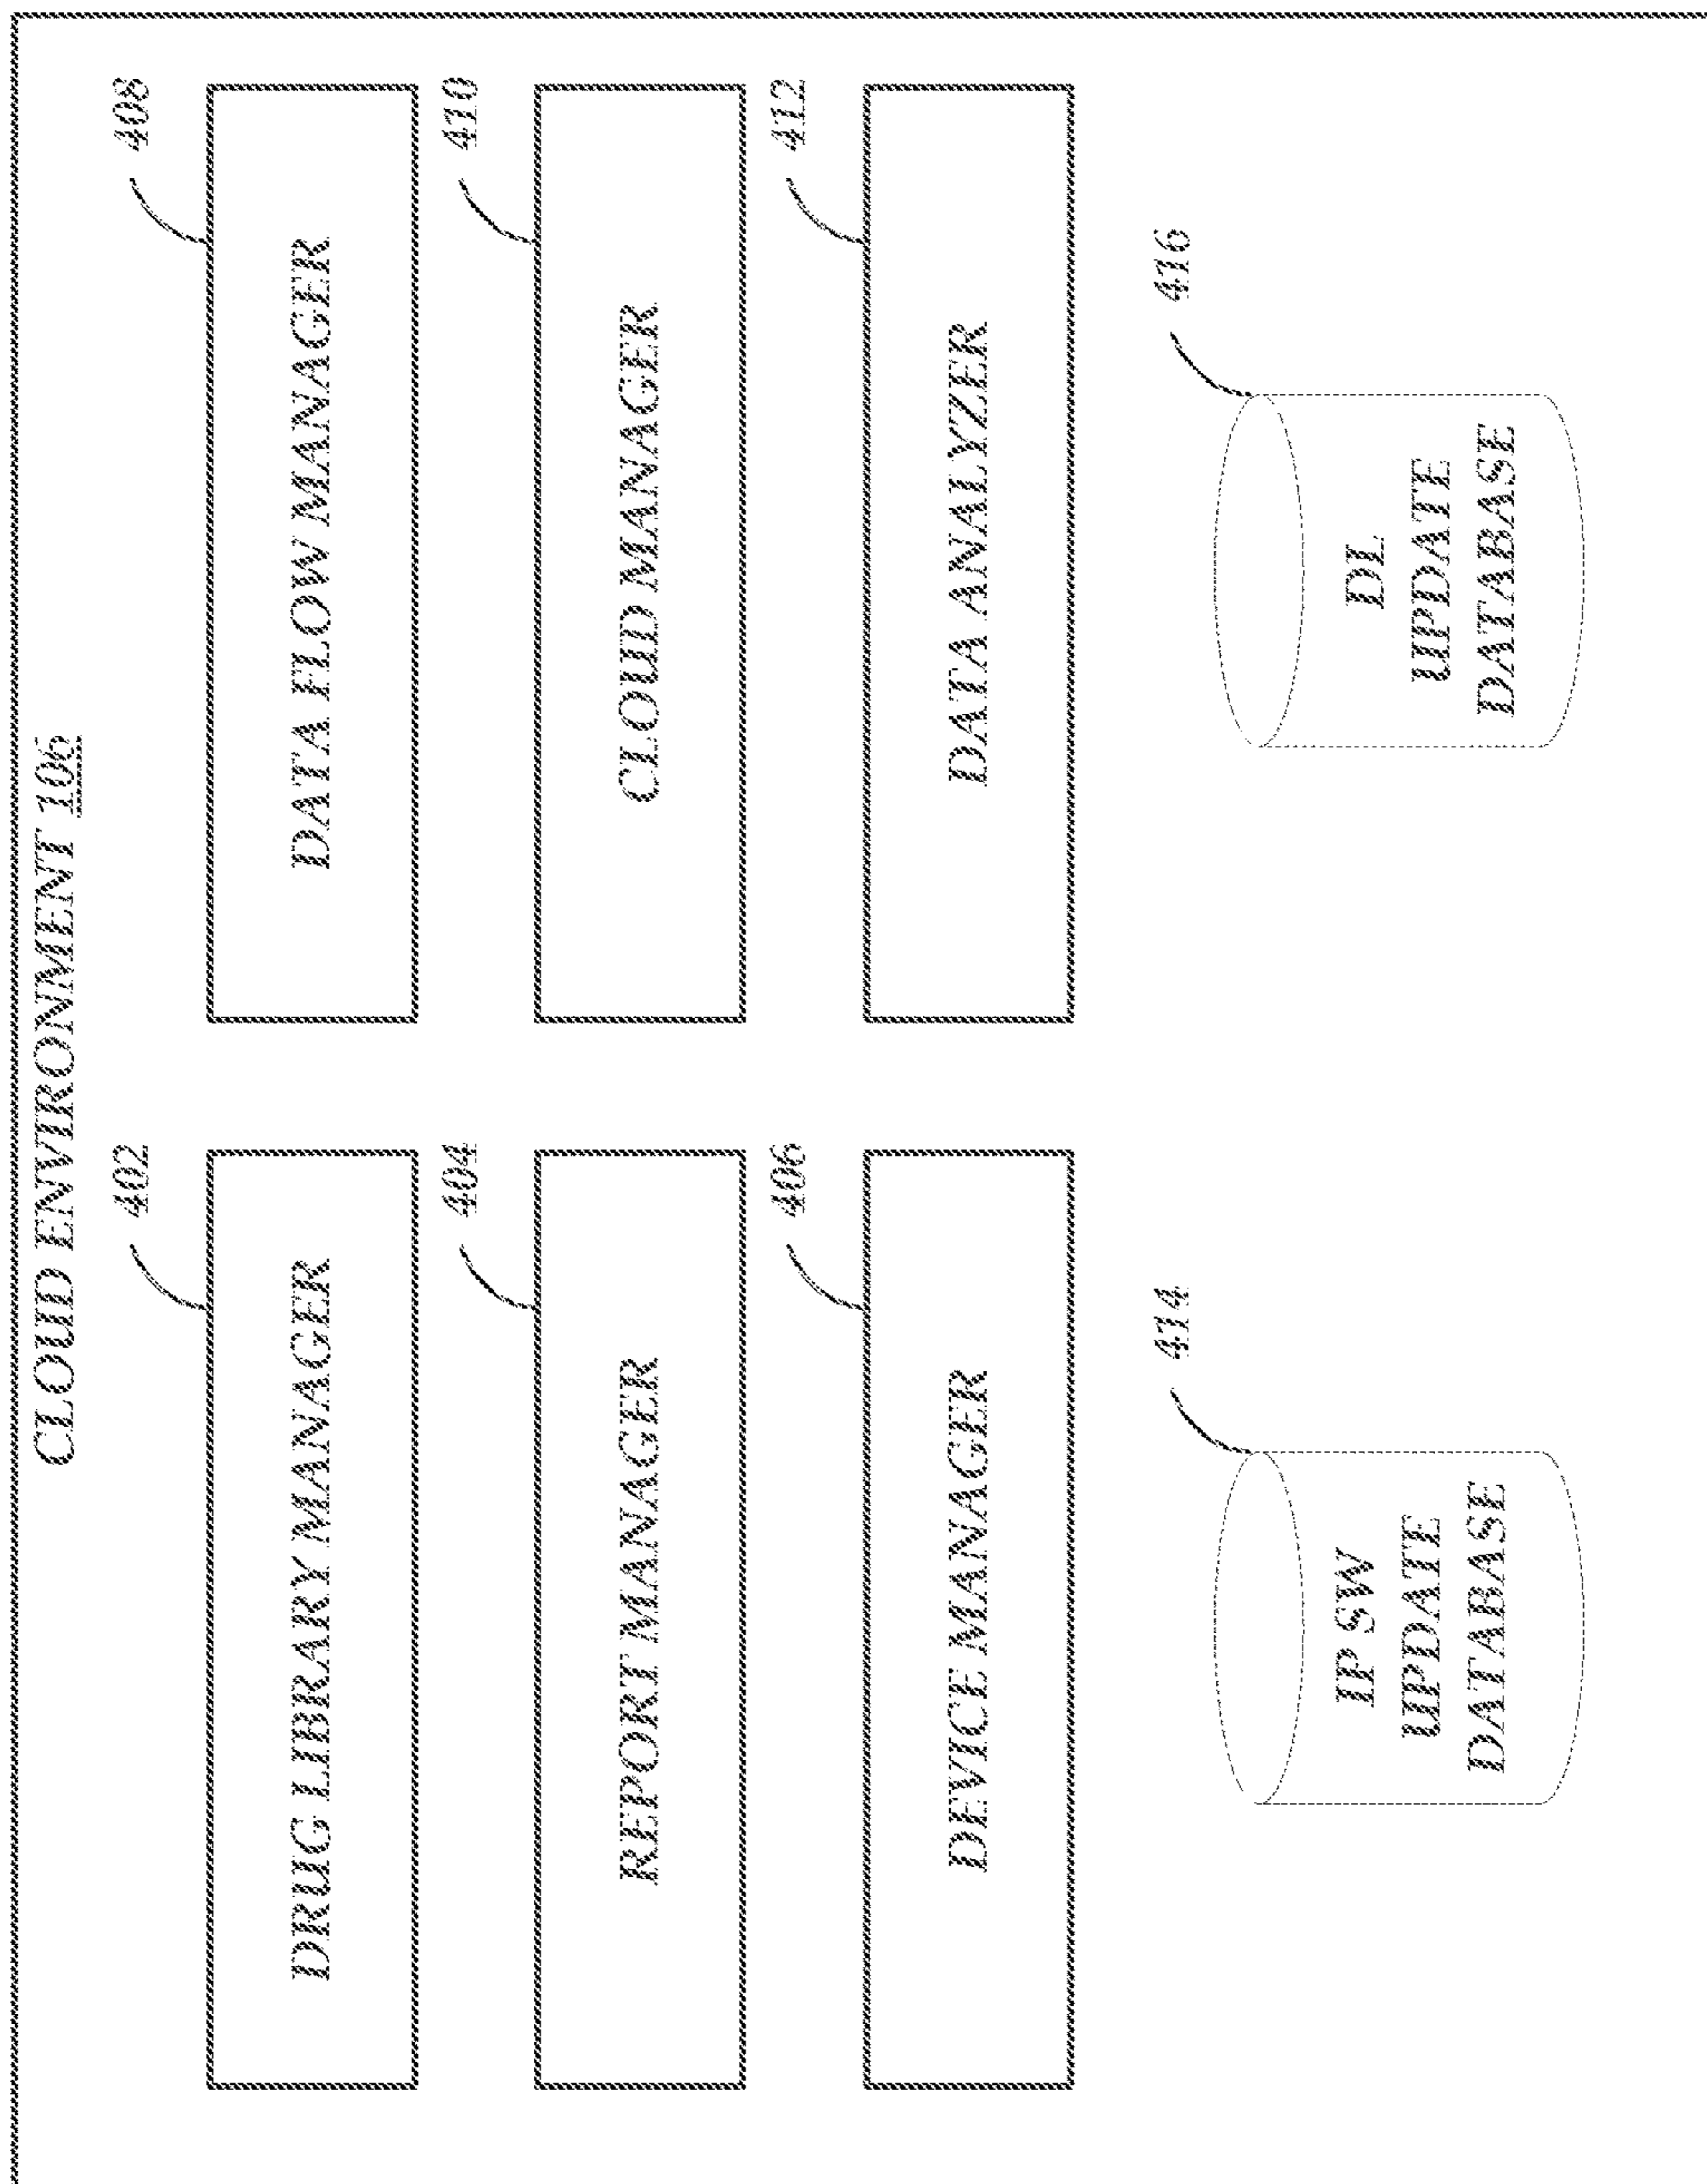 CLOUD ENVIRONMENT 106
402
DRUG LIBRARY MANAGER
408
DATA FLOW MANAGER
404
REPORT MANAGER
410
CLOUD MANAGER
406
DEVICE MANAGER
412
DATA ANALYZER
414
IP SW
UPDATE
DATABASE
416
DL
UPDATE
DATABASE